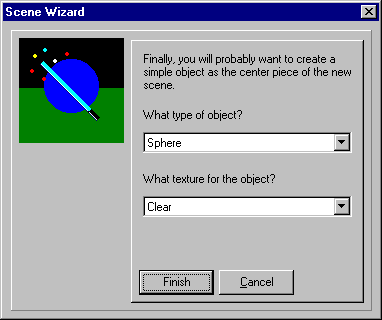 Scene Wizard
Finally, you will probably want to create a
simple object as the center piece of the new
scene.
What type of object?
Sphere
What texture for the object?
Clear
Finish
Cancel